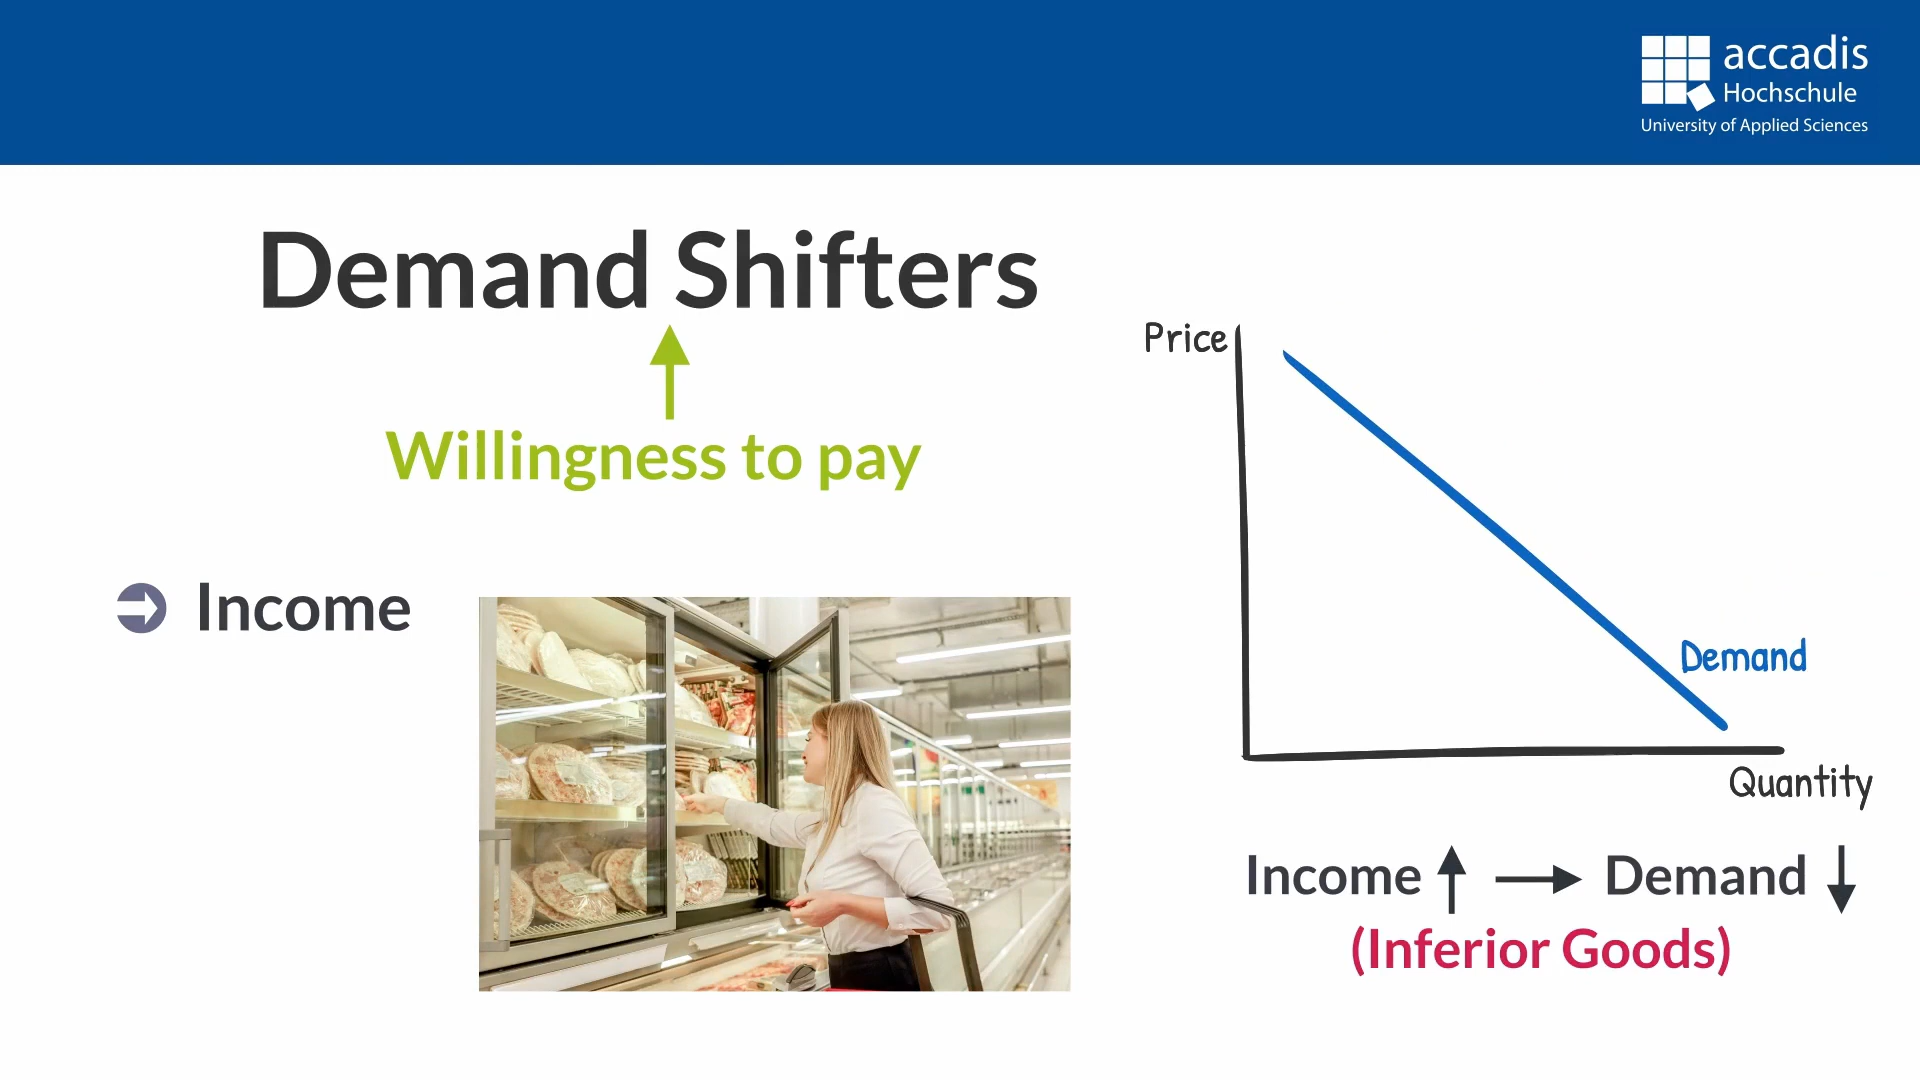 accadis
Hochschule
University of Applied Sciences
Demand Shifters
Willingness to pay
Income
Price
Demand
Quantity
Income → Demand
(Inferior Goods)